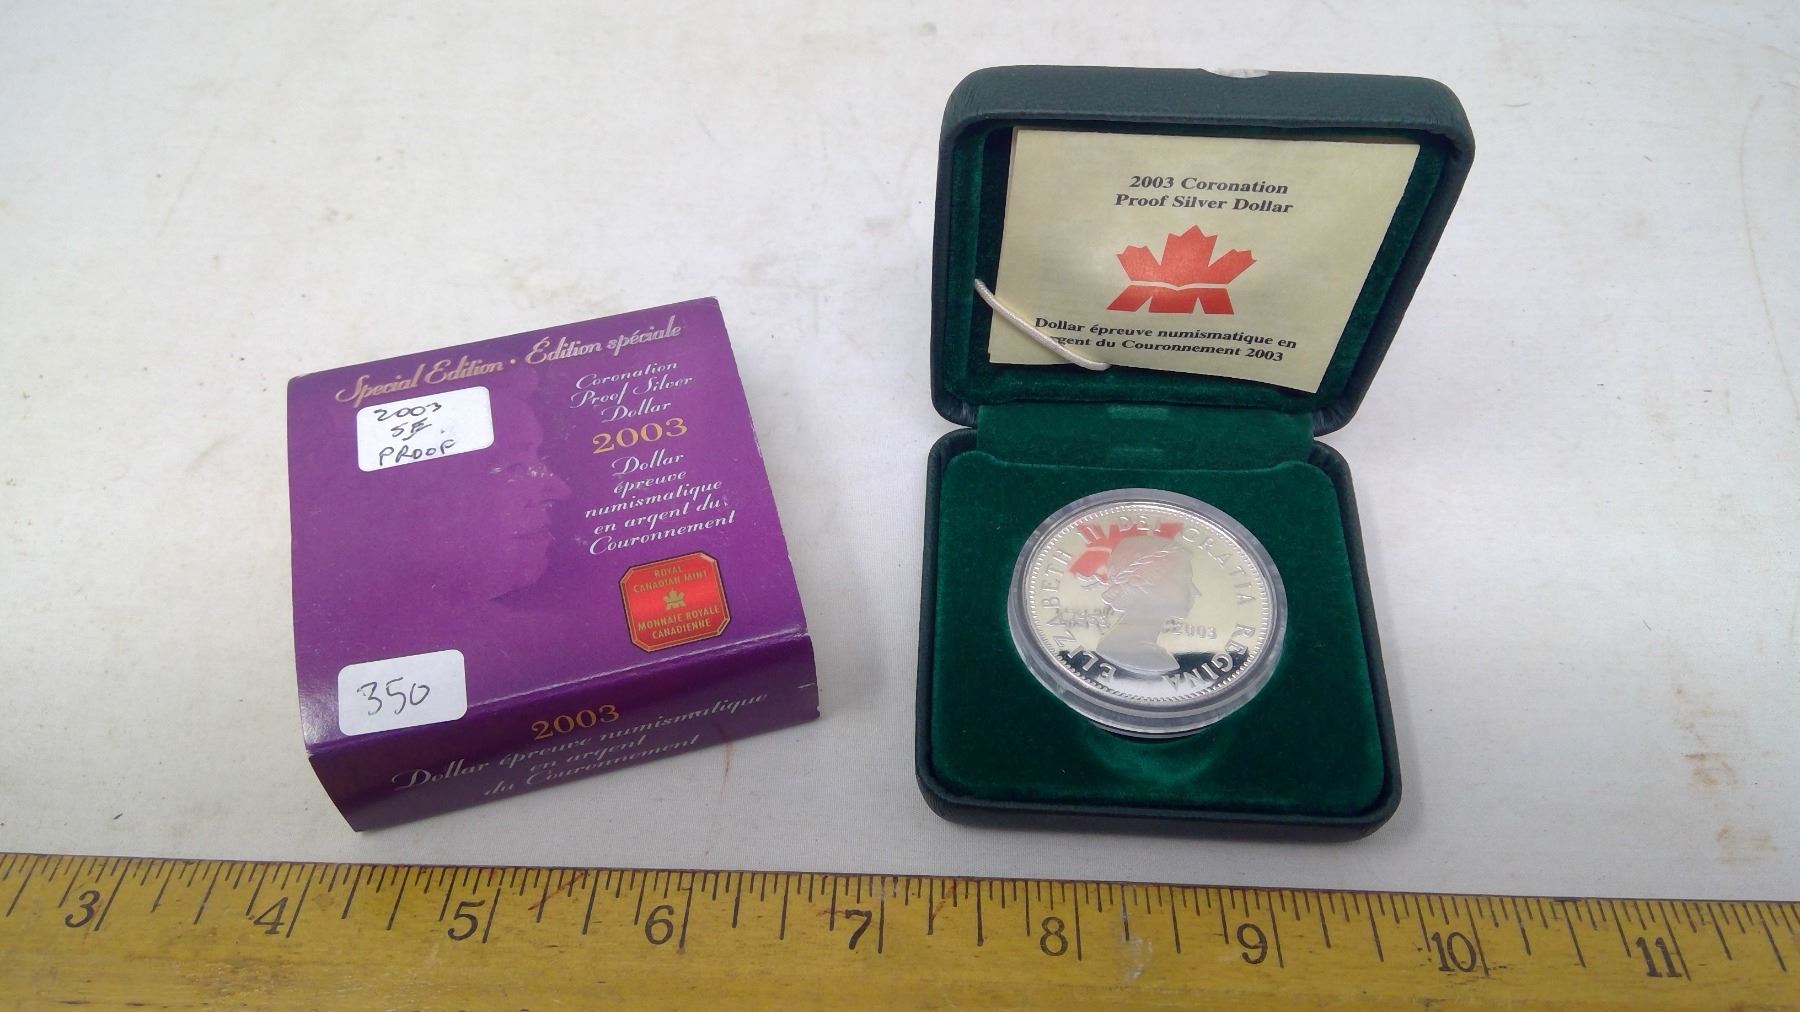 Special Edition · Édition spéciale
Coronation
Proof Silver
Dollar
2003
Dollar
épreuve
numismatique
en argent du
Couronnement
2003
SE
PROOF
ROYAL
CANADIAN MINT
MONNAIE ROYALE
CANADIENNE
350
2003
Dollar épreuve numismatique
en argent
du Couronnement
2003 Coronation
Proof Silver Dollar
Dollar épreuve numismatique en
argent du Couronnement 2003
ELIZABETH II DEI GRATIA REGINA
2003
3 4 5 6 7 8 9 10 11